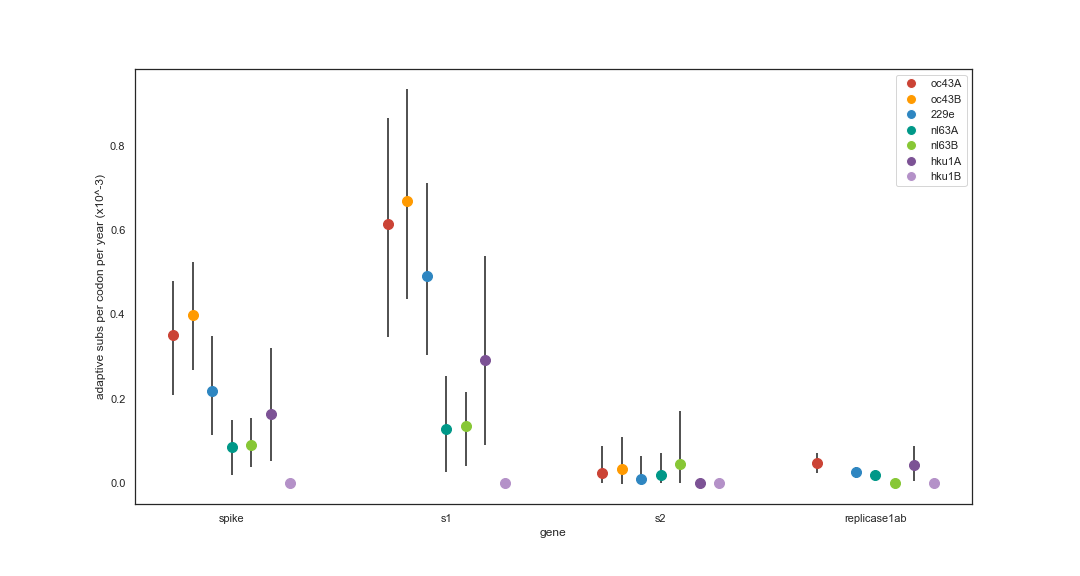 adaptive subs per codon per year (x10^-3)
0.8
0.6
0.4
0.2
0.0
spike
s1
s2
replicase1ab
gene
oc43A
oc43B
229e
nl63A
nl63B
hku1A
hku1B